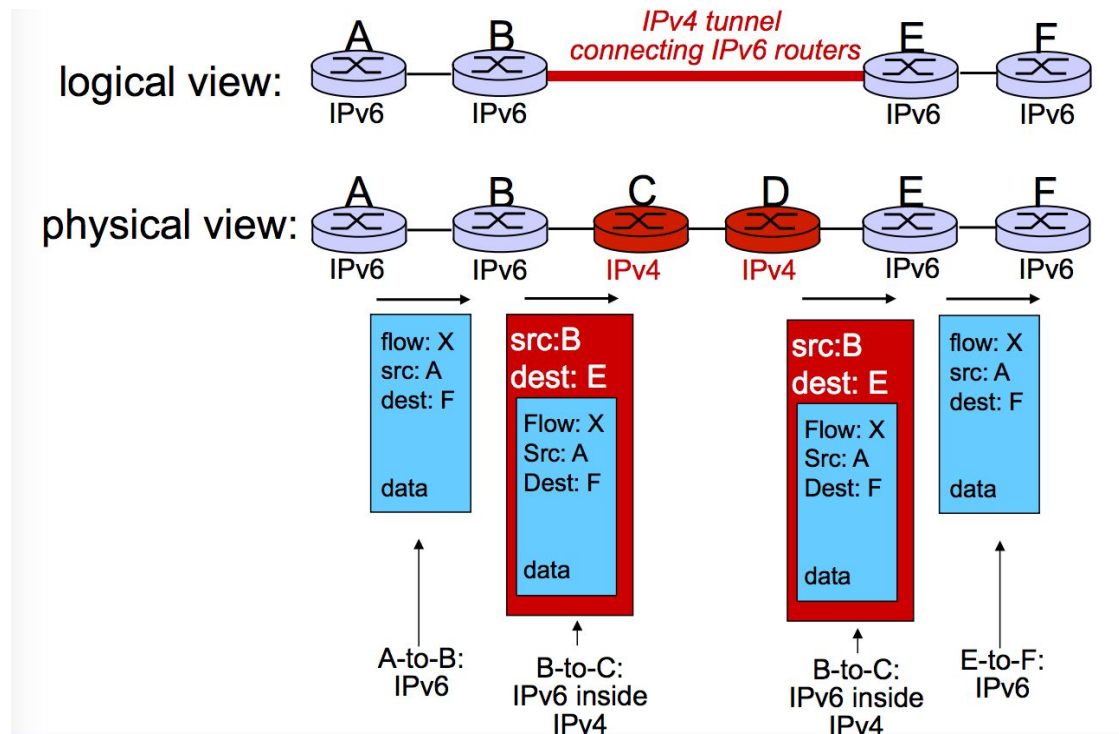 IPv4 tunnel
connecting IPv6 routers
A B E F
logical view:
IPv6 IPv6 IPv6 IPv6
A B C D E F
physical view:
IPv6 IPv6 IPv4 IPv4 IPv6 IPv6
flow: X
src: A
dest: F
data
src:B
dest: E
Flow: X
Src: A
Dest: F
data
src:B
dest: E
Flow: X
Src: A
Dest: F
data
flow: X
src: A
dest: F
data
A-to-B:
IPv6
B-to-C:
IPv6 inside
IPv4
B-to-C:
IPv6 inside
IPv4
E-to-F:
IPv6